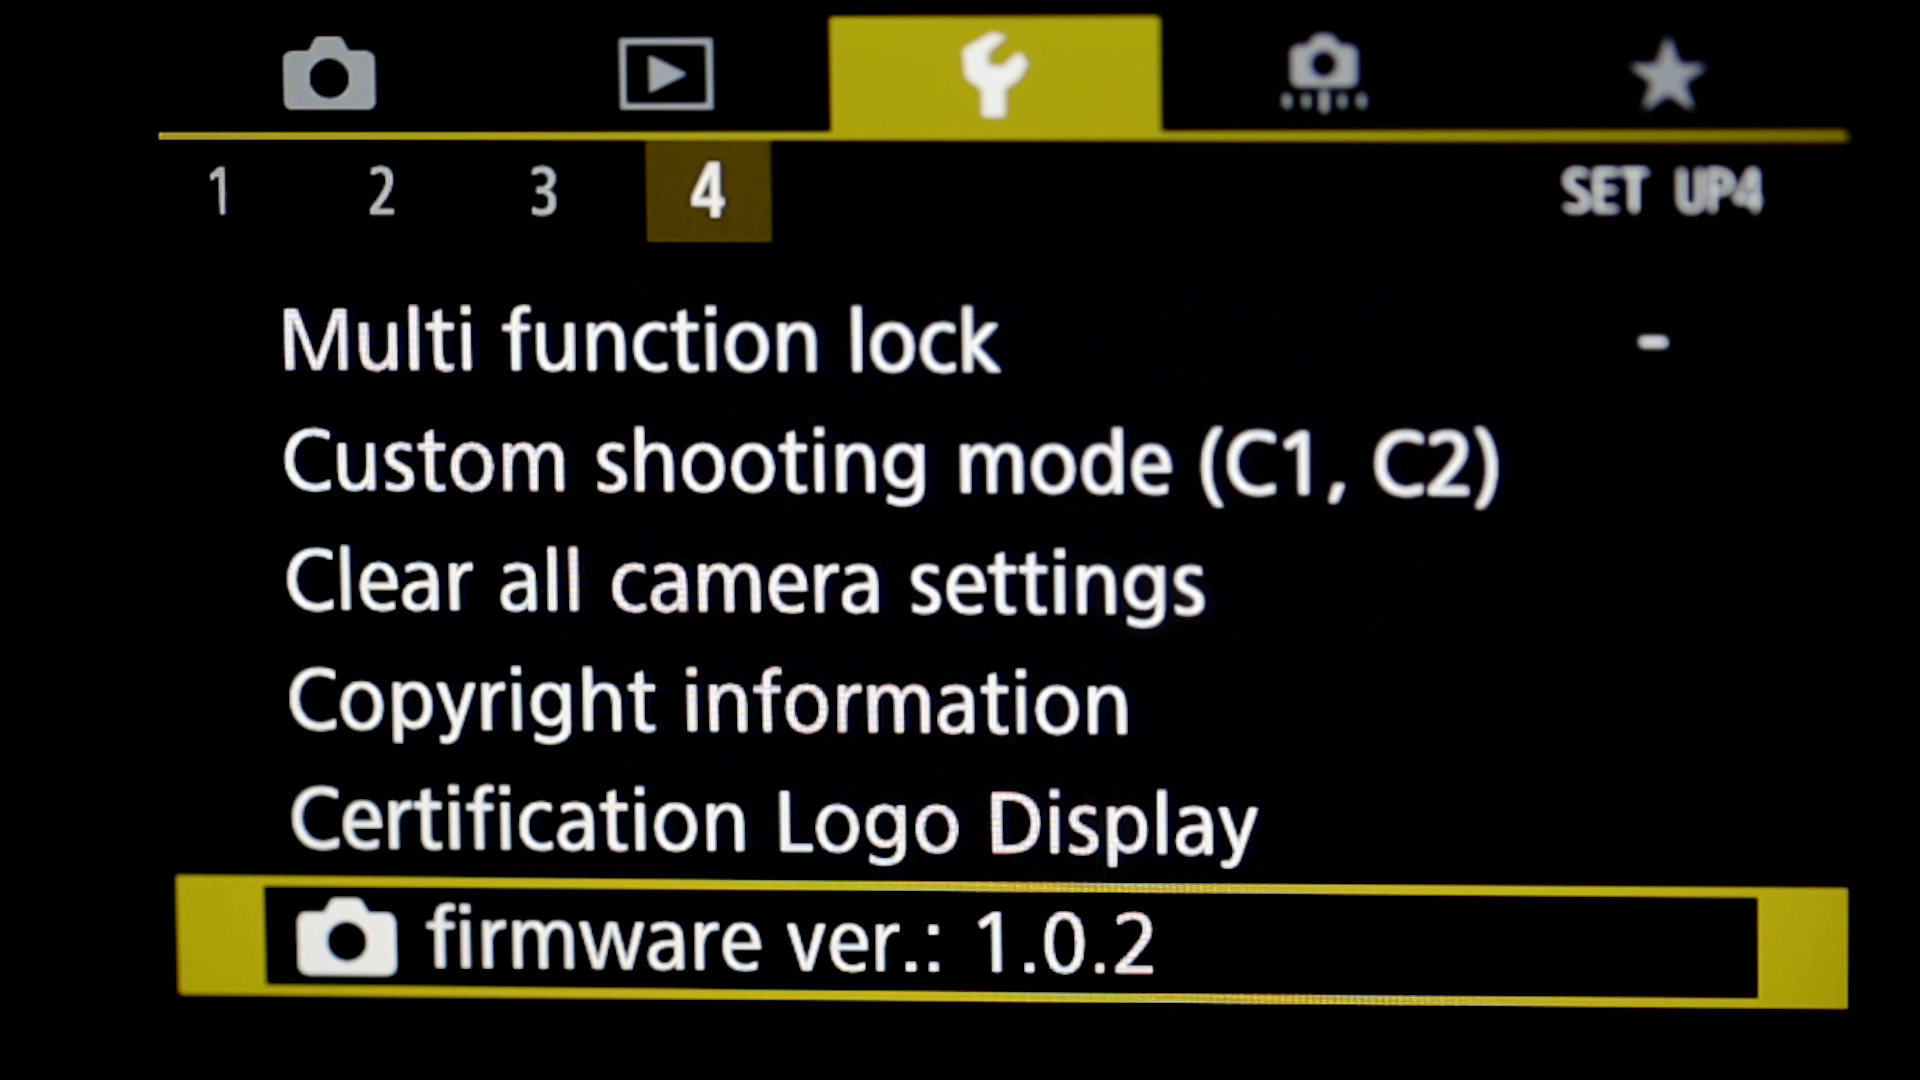 1 2 3 4 SET UP4
Multi function lock -
Custom shooting mode (C1, C2)
Clear all camera settings
Copyright information
Certification Logo Display
firmware ver.: 1.0.2